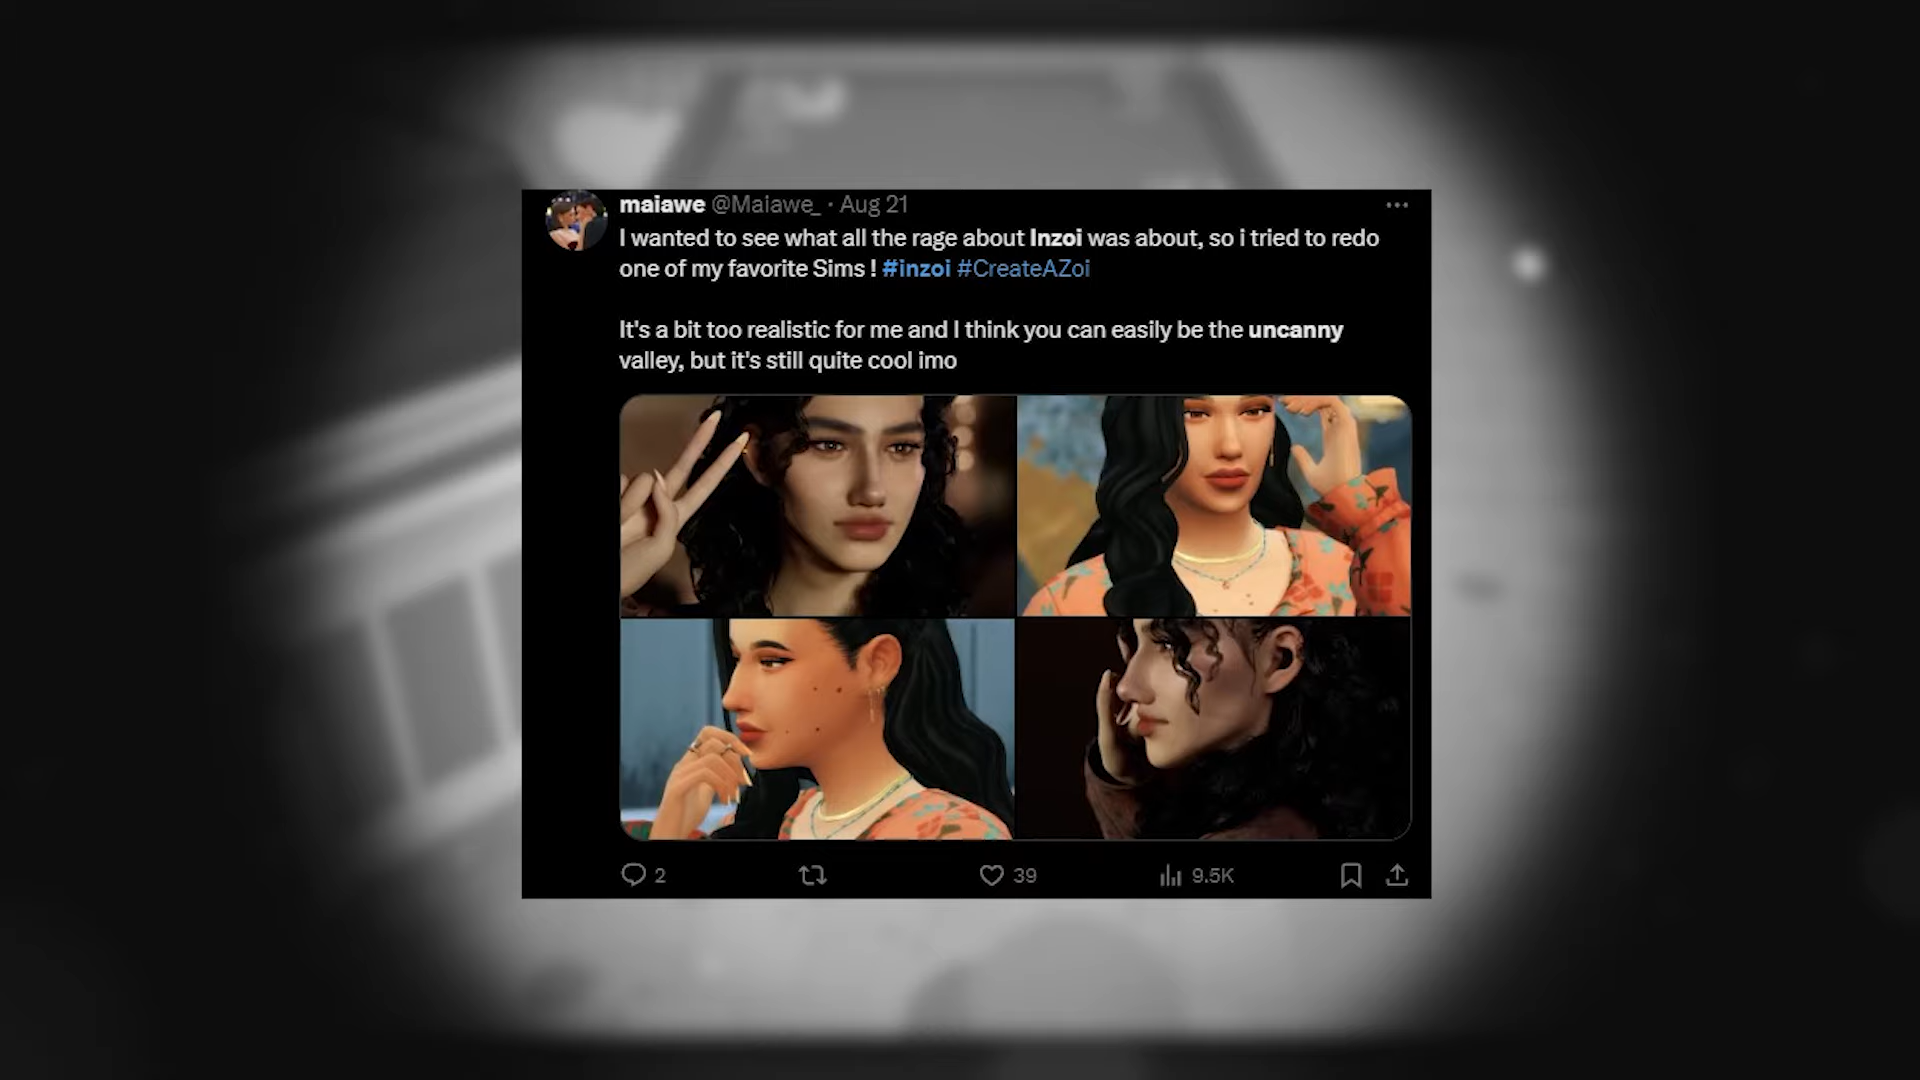 maiawe @Maiawe_ · Aug 21
I wanted to see what all the rage about Inzoi was about, so i tried to redo
one of my favorite Sims ! #inzoi #CreateAZoi
It's a bit too realistic for me and I think you can easily be the uncanny
valley, but it's still quite cool imo
2 39 9.5K